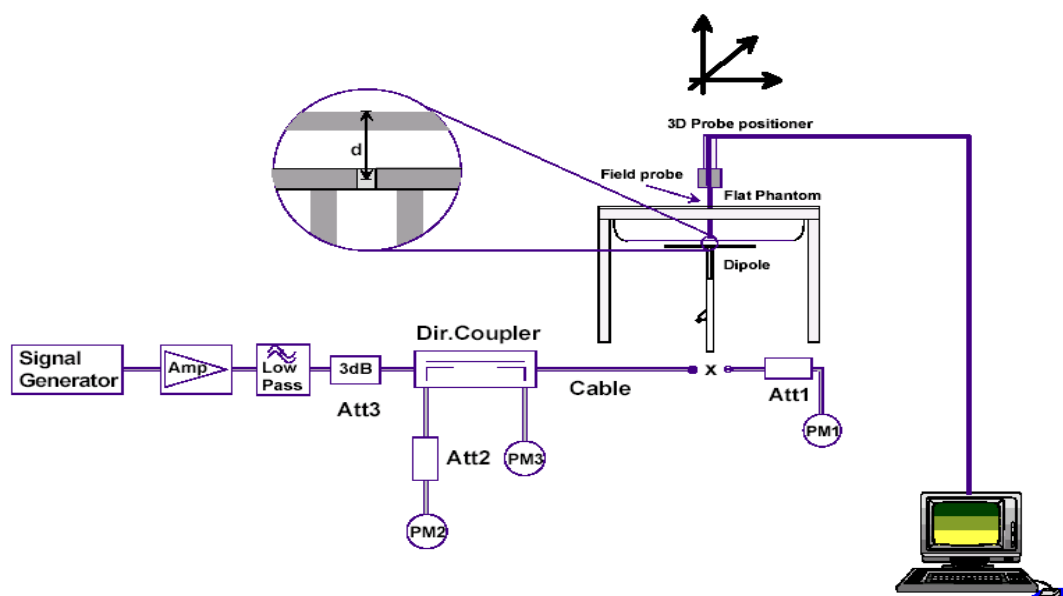 3D Probe positioner
d
Field probe
Flat Phantom
Dipole
Dir.Coupler
Signal
Generator
Amp
Low
Pass
3dB
Att3
Cable
x
Att1
PM1
Att2
PM3
PM2